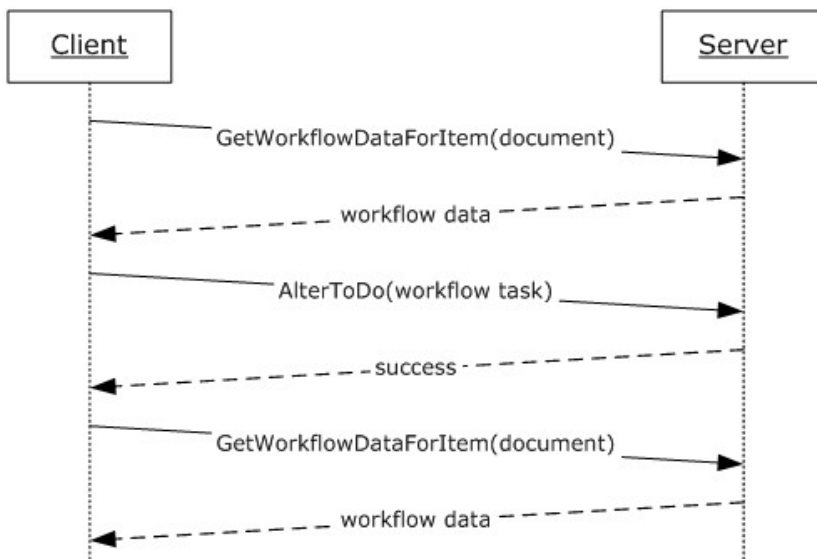 Client
Server
GetWorkflowDataForItem(document)
workflow data
AlterToDo(workflow task)
success
GetWorkflowDataForItem(document)
workflow data